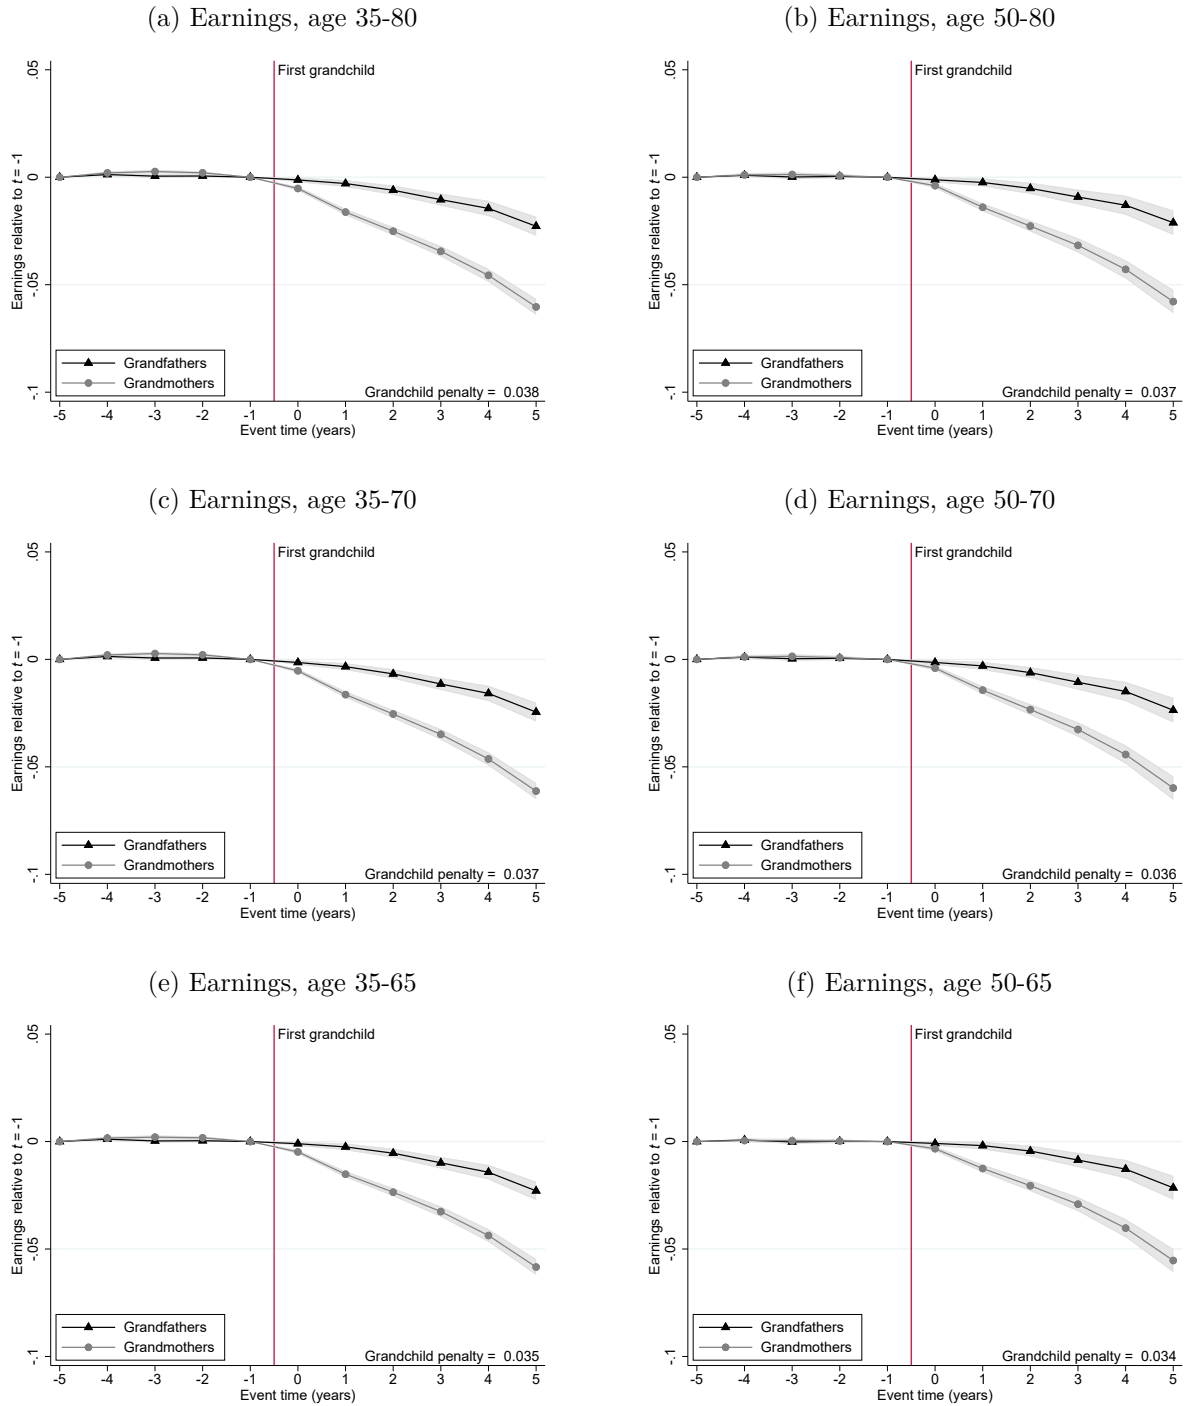 (a) Earnings, age 35-80
Earnings relative to t = -1
.05
0
-.05
-.1
First grandchild
Grandfathers
Grandmothers
Grandchild penalty = 0.038
-5 -4 -3 -2 -1 0 1 2 3 4 5
Event time (years)
(b) Earnings, age 50-80
Earnings relative to t = -1
.05
0
-.05
-.1
First grandchild
Grandfathers
Grandmothers
Grandchild penalty = 0.037
-5 -4 -3 -2 -1 0 1 2 3 4 5
Event time (years)
(c) Earnings, age 35-70
Earnings relative to t = -1
.05
0
-.05
-.1
First grandchild
Grandfathers
Grandmothers
Grandchild penalty = 0.037
-5 -4 -3 -2 -1 0 1 2 3 4 5
Event time (years)
(d) Earnings, age 50-70
Earnings relative to t = -1
.05
0
-.05
-.1
First grandchild
Grandfathers
Grandmothers
Grandchild penalty = 0.036
-5 -4 -3 -2 -1 0 1 2 3 4 5
Event time (years)
(e) Earnings, age 35-65
Earnings relative to t = -1
.05
0
-.05
-.1
First grandchild
Grandfathers
Grandmothers
Grandchild penalty = 0.035
-5 -4 -3 -2 -1 0 1 2 3 4 5
Event time (years)
(f) Earnings, age 50-65
Earnings relative to t = -1
.05
0
-.05
-.1
First grandchild
Grandfathers
Grandmothers
Grandchild penalty = 0.034
-5 -4 -3 -2 -1 0 1 2 3 4 5
Event time (years)